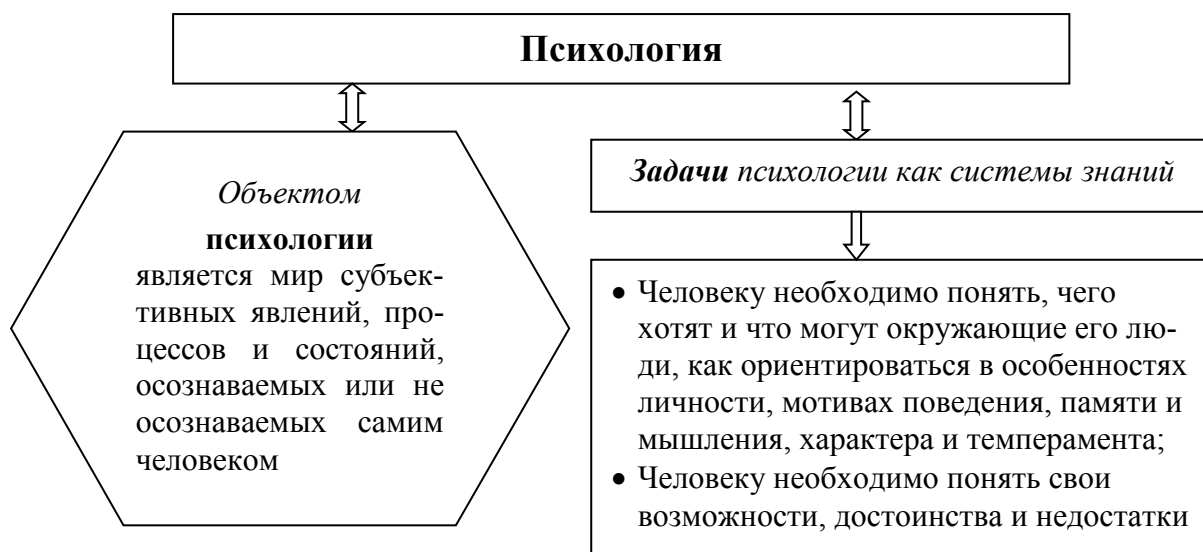 Психология
Объектом
психологии
является мир субъек-
тивных явлений, про-
цессов и состояний,
осознаваемых или не
осознаваемых самим
человеком
Задачи психологии как системы знаний
• Человеку необходимо понять, чего
хотят и что могут окружающие его лю-
ди, как ориентироваться в особенностях
личности, мотивах поведения, памяти и
мышления, характера и темперамента;
• Человеку необходимо понять свои
возможности, достоинства и недостатки